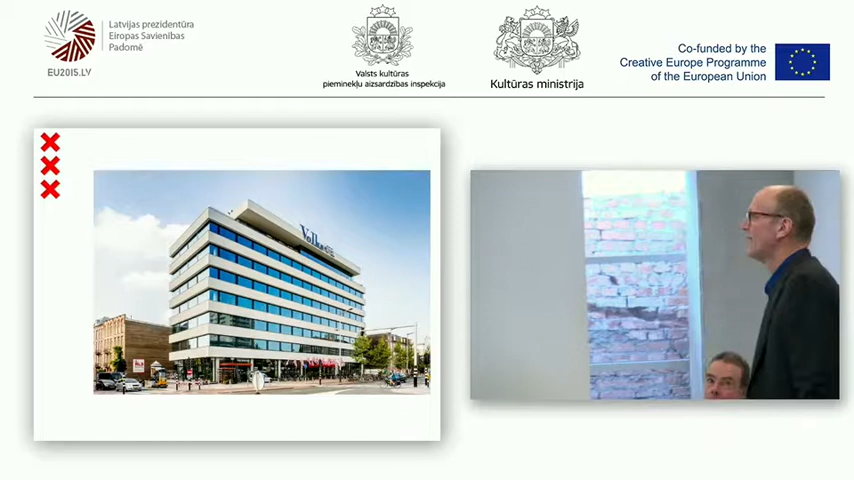 Latvijas prezidentūra
Eiropas Savienības
Padomē
EU2015.LV
Valsts kultūras
pieminekļu aizsardzības inspekcija
Kultūras ministrija
Co-funded by the
Creative Europe Programme
of the European Union